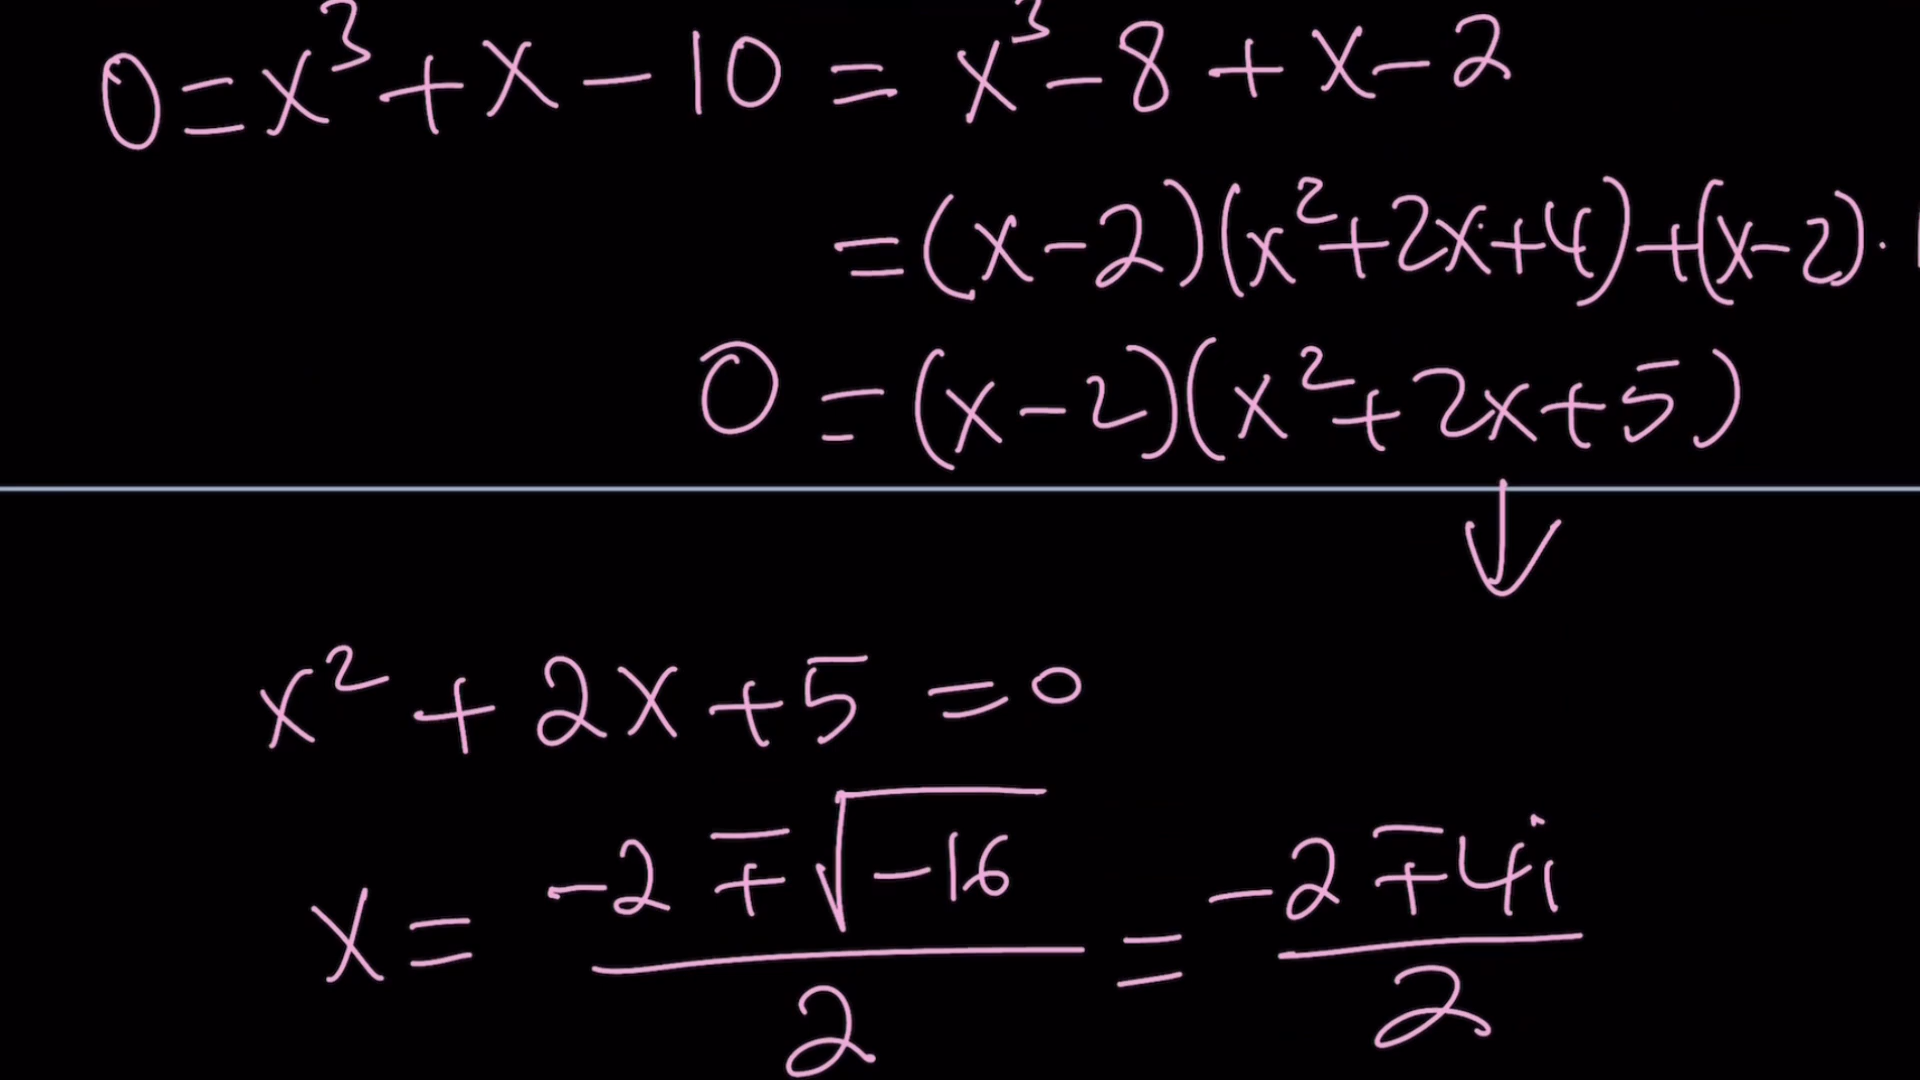 0 = x³ + x - 10 = x³ - 8 + x - 2
= (x - 2)(x² + 2x + 4) + (x - 2) ·
0 = (x - 2)(x² + 2x + 5)
↓
x² + 2x + 5 = 0
x = (-2 ∓ √(-16))/2 = (-2 ∓ 4i)/2